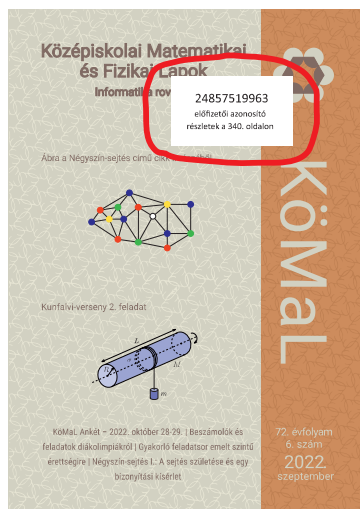 Középiskolai Matematikai
és Fizikai Lapok
Informatika
24857519963
előfizetői azonosító
részletek a 340. oldalon
Ábra a Négyszín-sejtés című cikk
KöMaL
Kunfalvi-verseny 2. feladat
L
R
hl
m
KöMaL Ankét – 2022. október 28-29. | Beszámolók és
feladatok diákolimpiákról | Gyakorló feladatsor emelt szintű
érettségire | Négyszín-sejtés I.: A sejtés születése és egy
bizonyítási kísérlet
72. évfolyam
6. szám
2022.
szeptember